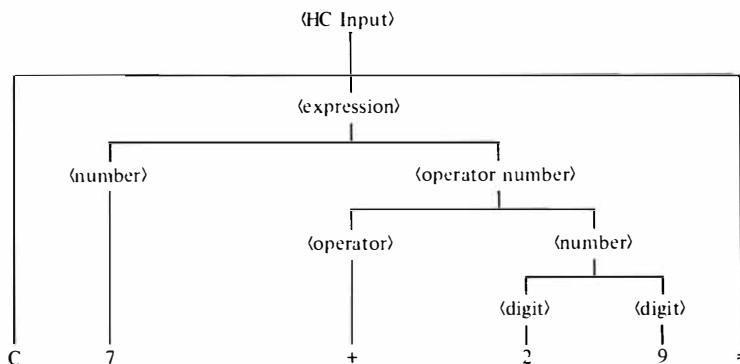 ⟨HC Input⟩
⟨expression⟩
⟨number⟩ ⟨operator number⟩
⟨operator⟩ ⟨number⟩
⟨digit⟩ ⟨digit⟩
C 7 + 2 9 =